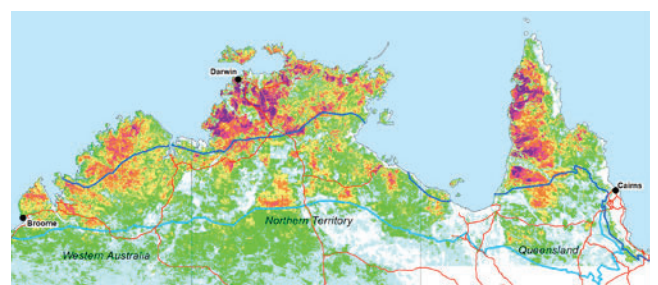 Darwin
Cairns
Broome
Northern Territory
Western Australia
Queensland